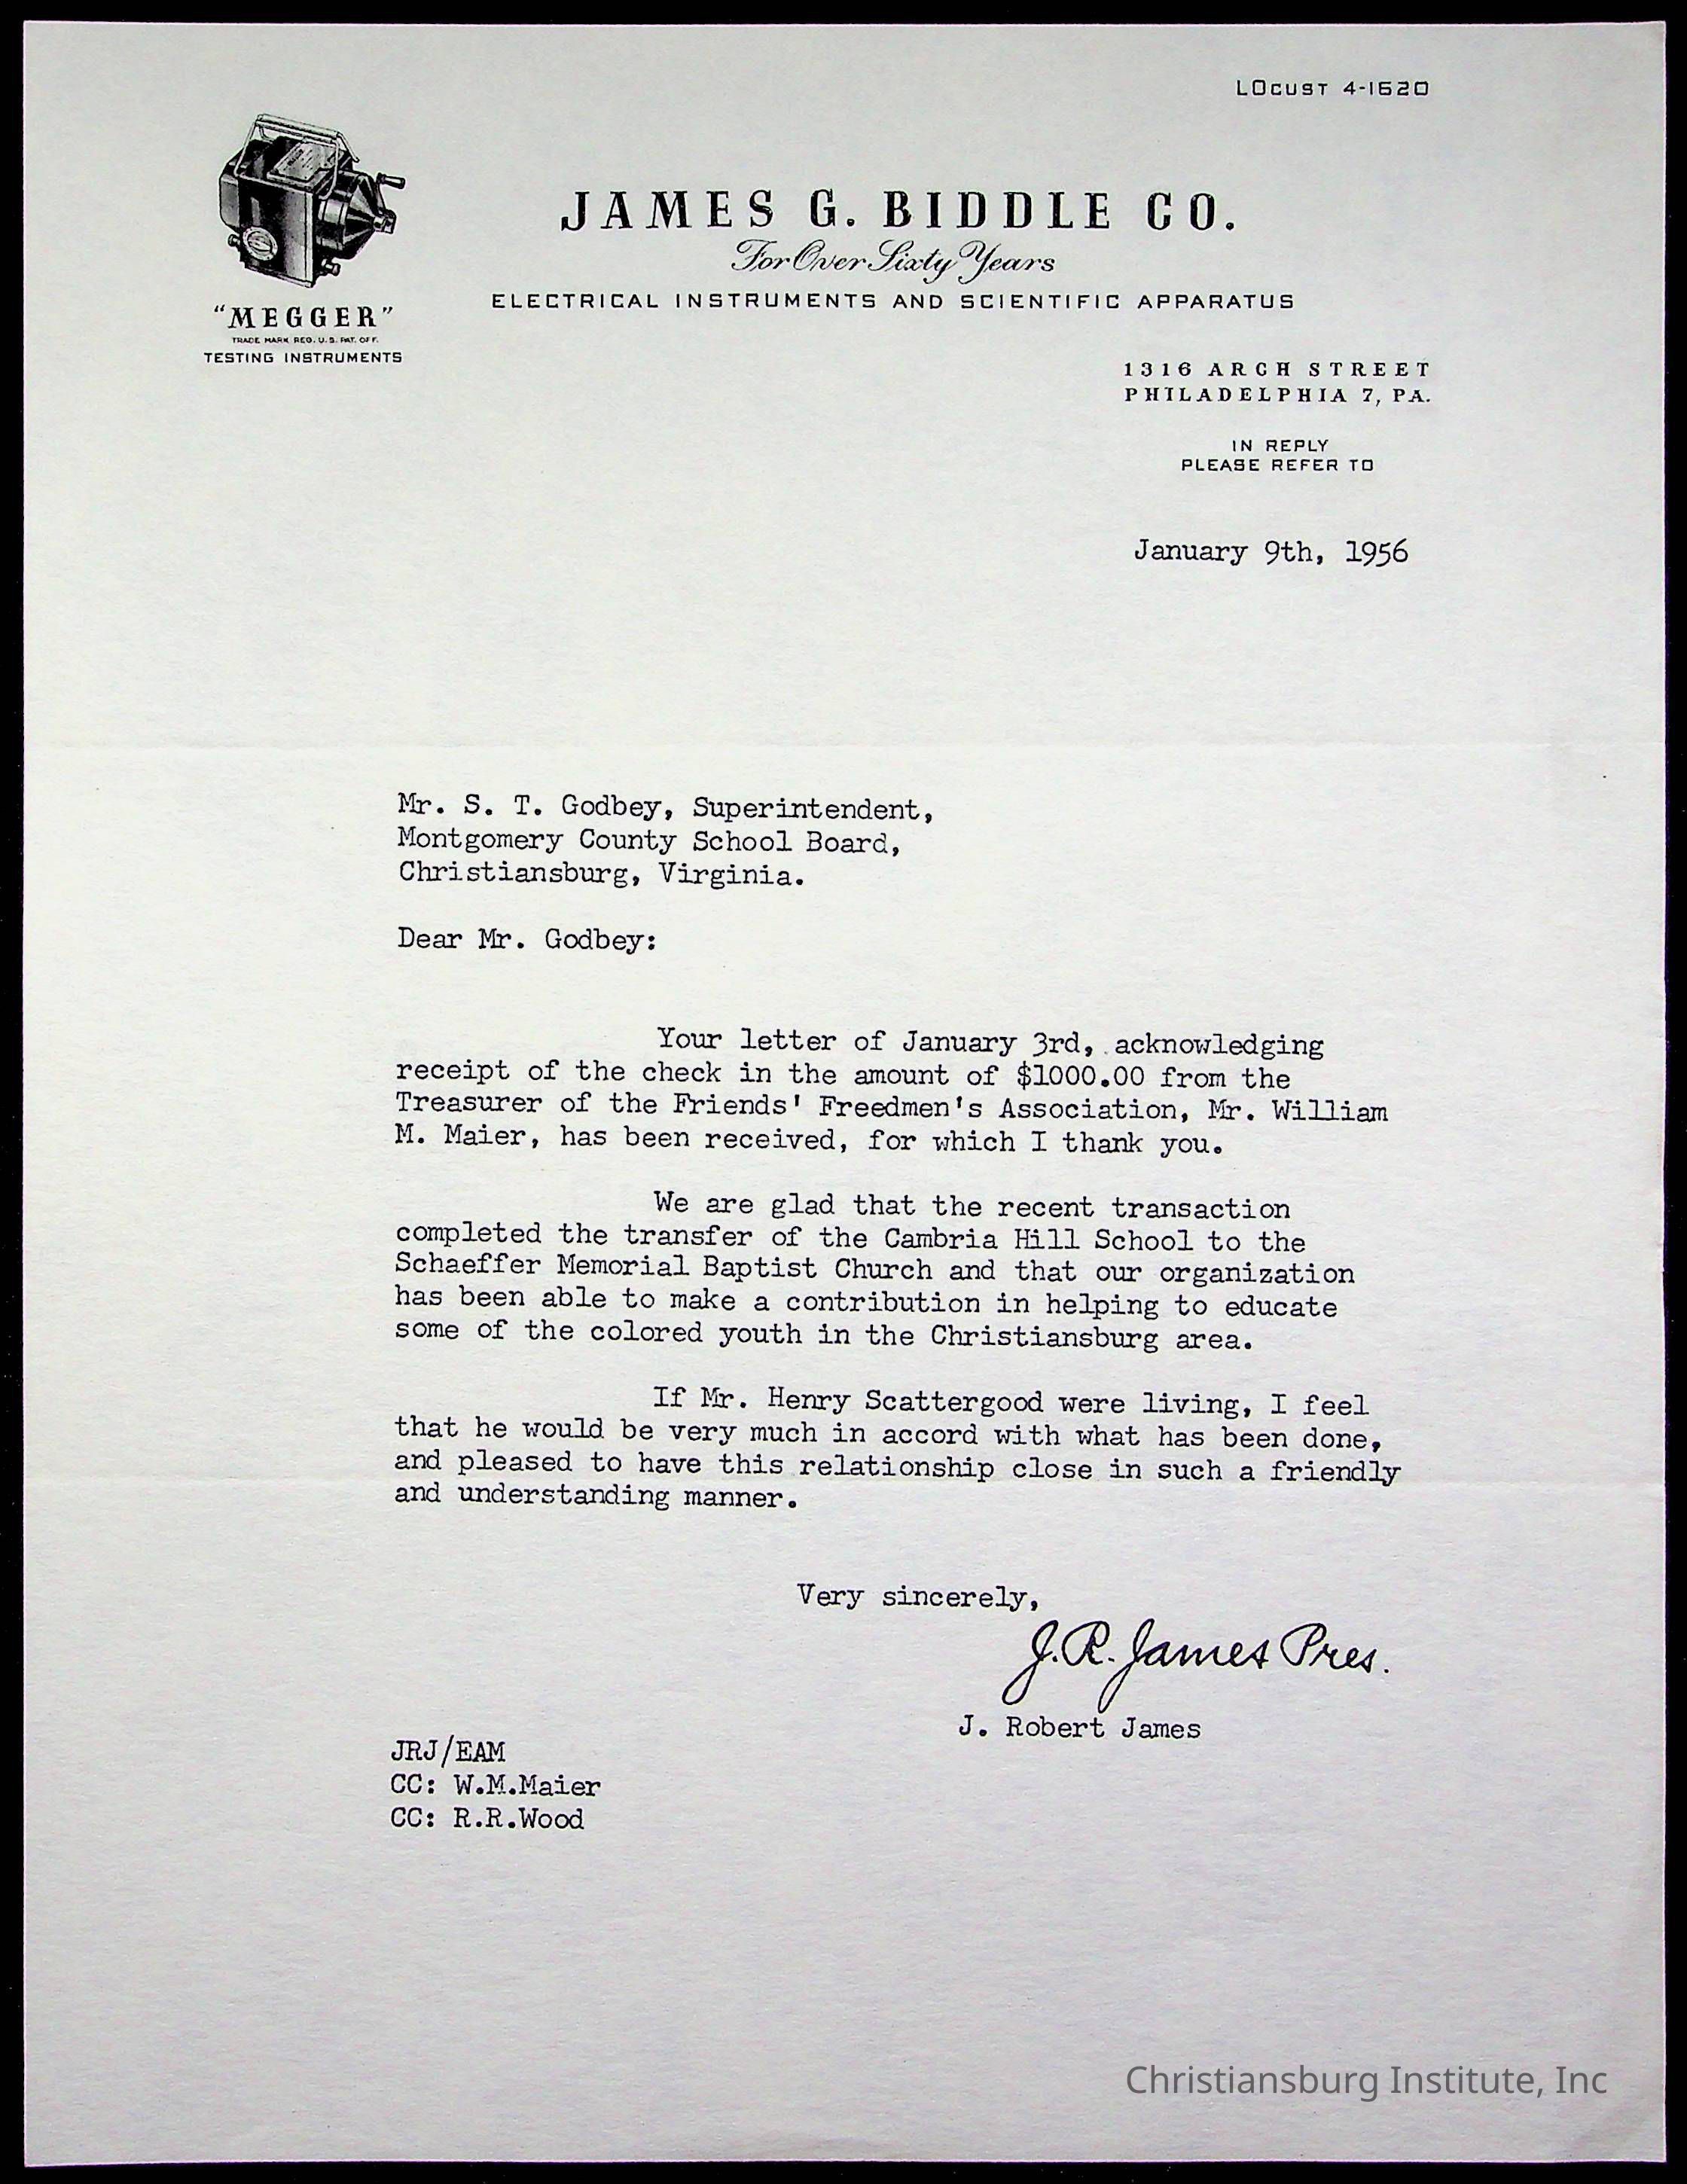 LOCUST 4-1620
JAMES G. BIDDLE CO.
For Over Sixty Years
ELECTRICAL INSTRUMENTS AND SCIENTIFIC APPARATUS
"MEGGER"
TRADE MARK REG. U.S. PAT. OFF.
TESTING INSTRUMENTS
1316 ARCH STREET
PHILADELPHIA 7, PA.
IN REPLY
PLEASE REFER TO
January 9th, 1956
Mr. S. T. Godbey, Superintendent,
Montgomery County School Board,
Christiansburg, Virginia.
Dear Mr. Godbey:
Your letter of January 3rd, acknowledging
receipt of the check in the amount of $1000.00 from the
Treasurer of the Friends' Freedmen's Association, Mr. William
M. Maier, has been received, for which I thank you.
We are glad that the recent transaction
completed the transfer of the Cambria Hill School to the
Schaeffer Memorial Baptist Church and that our organization
has been able to make a contribution in helping to educate
some of the colored youth in the Christiansburg area.
If Mr. Henry Scattergood were living, I feel
that he would be very much in accord with what has been done,
and pleased to have this relationship close in such a friendly
and understanding manner.
Very sincerely,
J. R. James Pres.
J. Robert James
JRJ/EAM
CC: W.M.Maier
CC: R.R.Wood
Christiansburg Institute, Inc